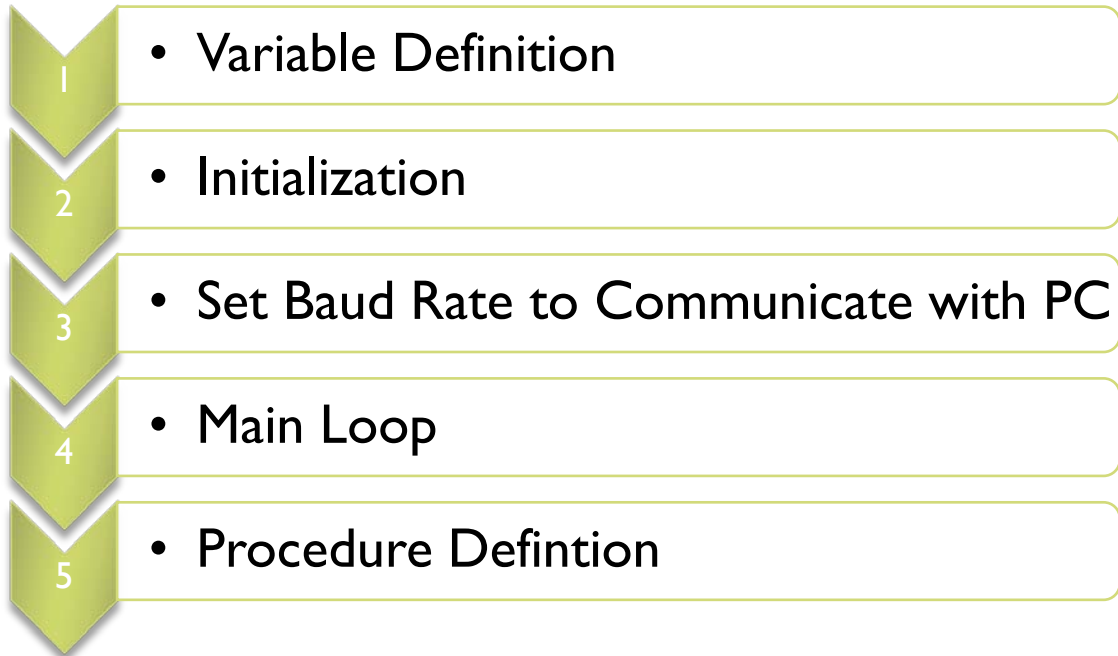 1
• Variable Definition
2
• Initialization
3
• Set Baud Rate to Communicate with PC
4
• Main Loop
5
• Procedure Defintion